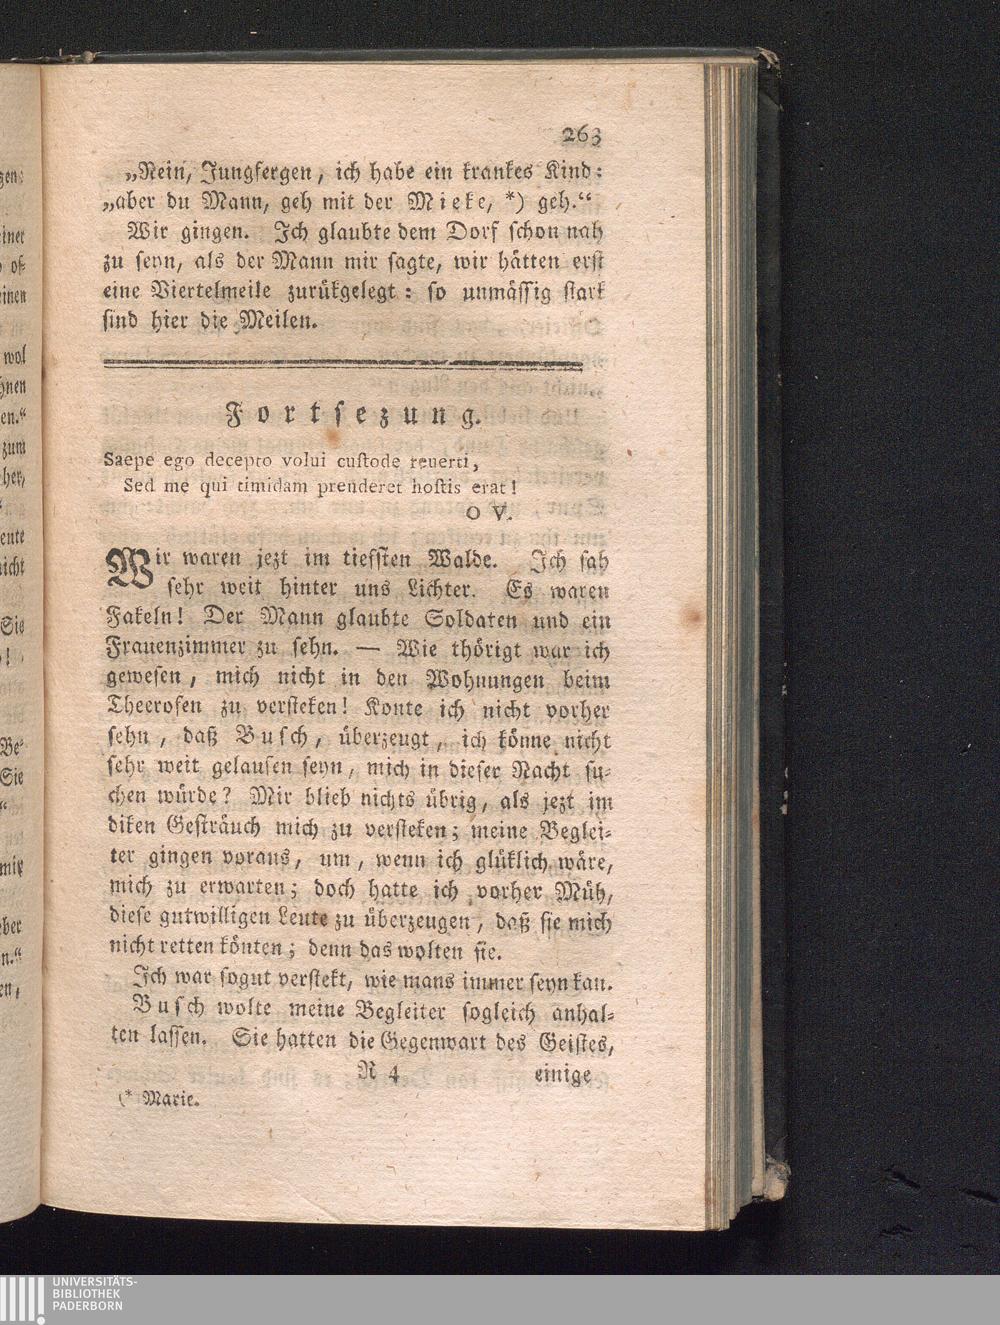 263
„Nein, Jungfergen, ich habe ein krankes Kind:
„aber du Mann, geh mit der Mieke, *) geh.“
Wir gingen. Ich glaubte dem Dorf schon nah
zu seyn, als der Mann mir sagte, wir hätten erst
eine Viertelmeile zurükgelegt: so unmässig stark
sind hier die Meilen.
Fortsezung.
Saepe ego decepto volui custode reuerti,
Sed me qui timidam prenderet hostis erat!
OV.
Wir waren jezt im tiefsten Walde. Ich sah
sehr weit hinter uns Lichter. Es waren
Fakeln! Der Mann glaubte Soldaten und ein
Frauenzimmer zu sehn. — Wie thörigt war ich
gewesen, mich nicht in den Wohnungen beim
Theerofen zu versteken! Konte ich nicht vorher
sehn, daß Busch, überzeugt, ich könne nicht
sehr weit gelaufen seyn, mich in dieser Nacht su-
chen würde? Mir blieb nichts übrig, als jezt im
diken Gesträuch mich zu versteken; meine Beglei-
ter gingen voraus, um, wenn ich glüklich wäre,
mich zu erwarten; doch hatte ich vorher Müh,
diese gutwilligen Leute zu überzeugen, daß sie mich
nicht retten könten; denn das wolten sie.
Ich war sogut verstekt, wie mans immer seyn kan.
Busch wolte meine Begleiter sogleich anhal-
ten lassen. Sie hatten die Gegenwart des Geistes,
R 4
einige
(* Marie.
UNIVERSITÄTS-
BIBLIOTHEK
PADERBORN